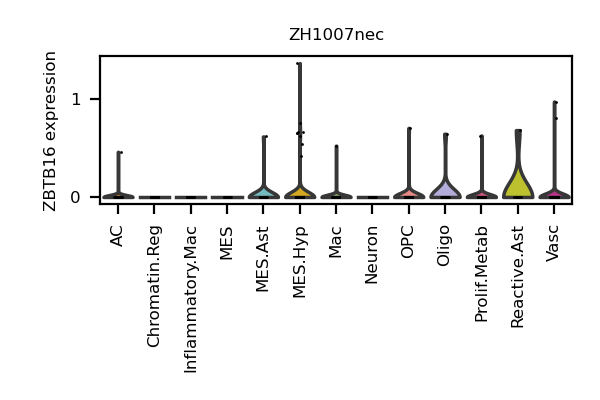 ZH1007nec
ZBTB16 expression
1
0
AC
Chromatin.Reg
Inflammatory.Mac
MES
MES.Ast
MES.Hyp
Mac
Neuron
OPC
Oligo
Prolif.Metab
Reactive.Ast
Vasc